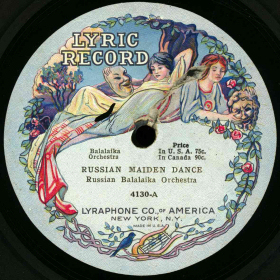 LYRIC
RECORD
Balalaika
Orchestra
Price
In U. S. A. 75c.
In Canada 90c.
RUSSIAN MAIDEN DANCE
Russian Balalaika Orchestra
4130-A
LYRAPHONE CO. OF AMERICA
NEW YORK, N.Y.
MADE IN U.S.A.